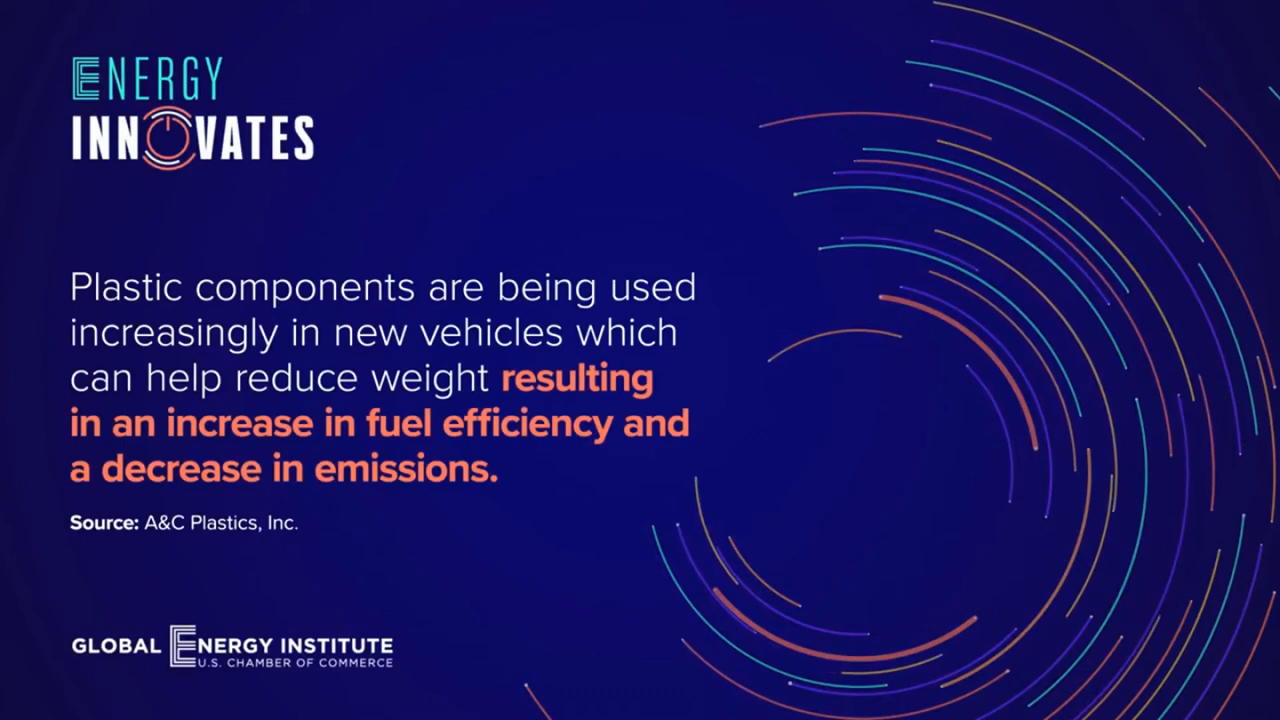 ENERGY
INNOVATES
Plastic components are being used
increasingly in new vehicles which
can help reduce weight resulting
in an increase in fuel efficiency and
a decrease in emissions.
Source: A&C Plastics, Inc.
GLOBAL ENERGY INSTITUTE
U.S. CHAMBER OF COMMERCE